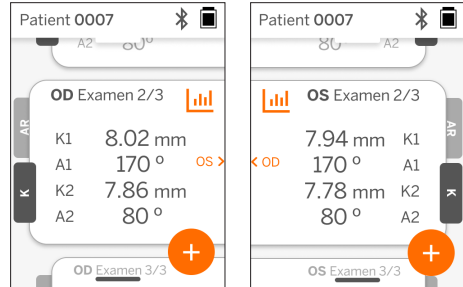 Patient 0007
A2 80º
OD Examen 2/3
AR
K
K1 8.02 mm
A1 170 º
K2 7.86 mm
A2 80 º
OS >
+
OD Examen 3/3
Patient 0007
80 A2
OS Examen 2/3
AR
K
7.94 mm K1
170 º A1
7.78 mm K2
80 º A2
< OD
+
OS Examen 3/3